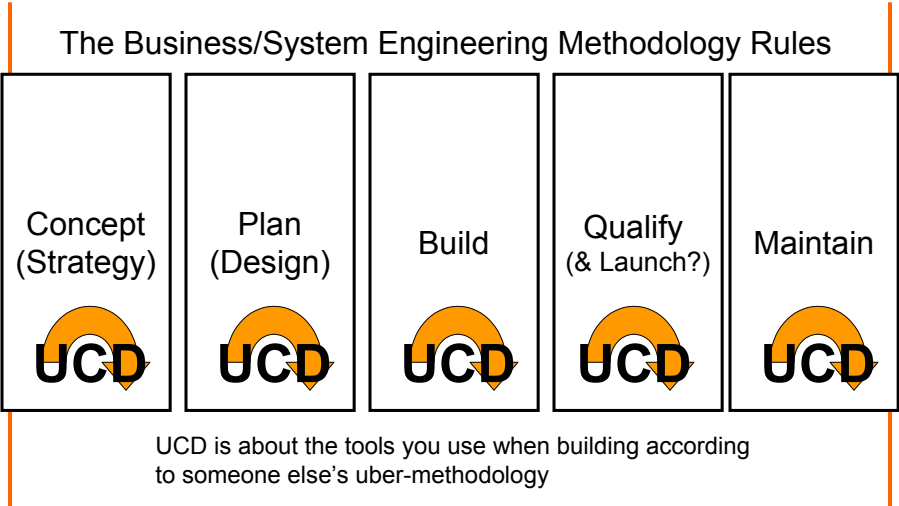 The Business/System Engineering Methodology Rules
Concept
(Strategy)
UCD
Plan
(Design)
UCD
Build
UCD
Qualify
(& Launch?)
UCD
Maintain
UCD
UCD is about the tools you use when building according
to someone else's uber-methodology